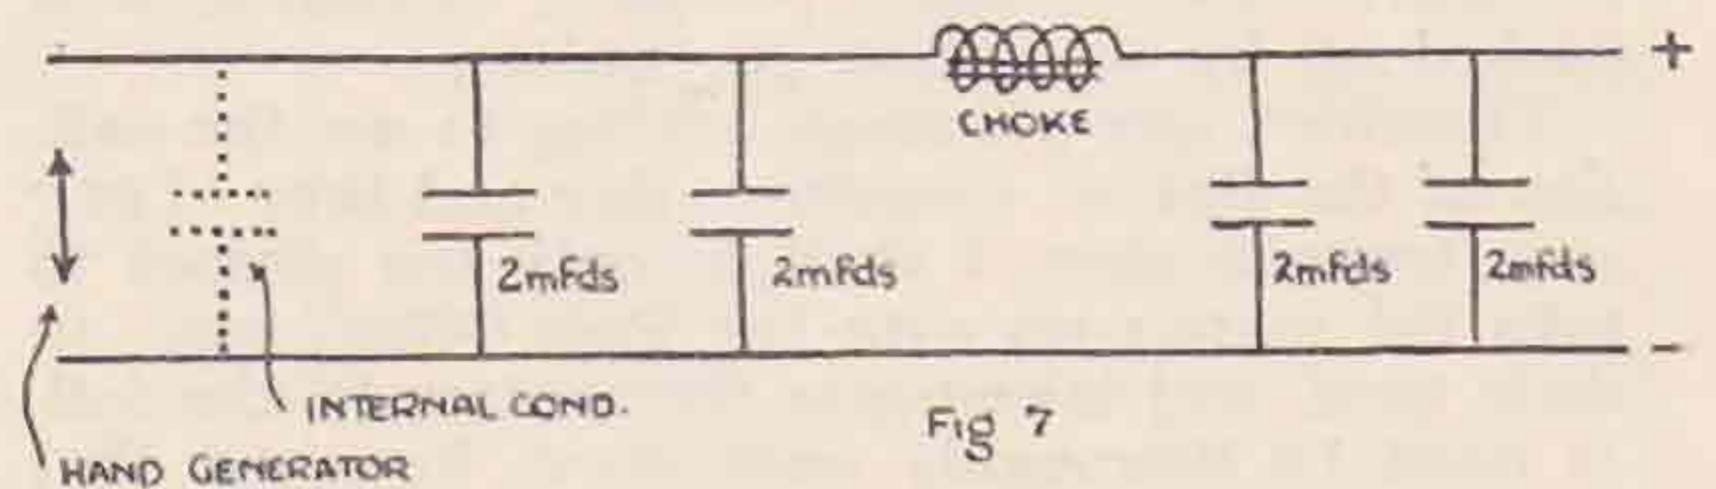 +
CHOKE
2mfds
2mfds
2mfds
2mfds
-
INTERNAL COND.
Fig 7
HAND GENERATOR